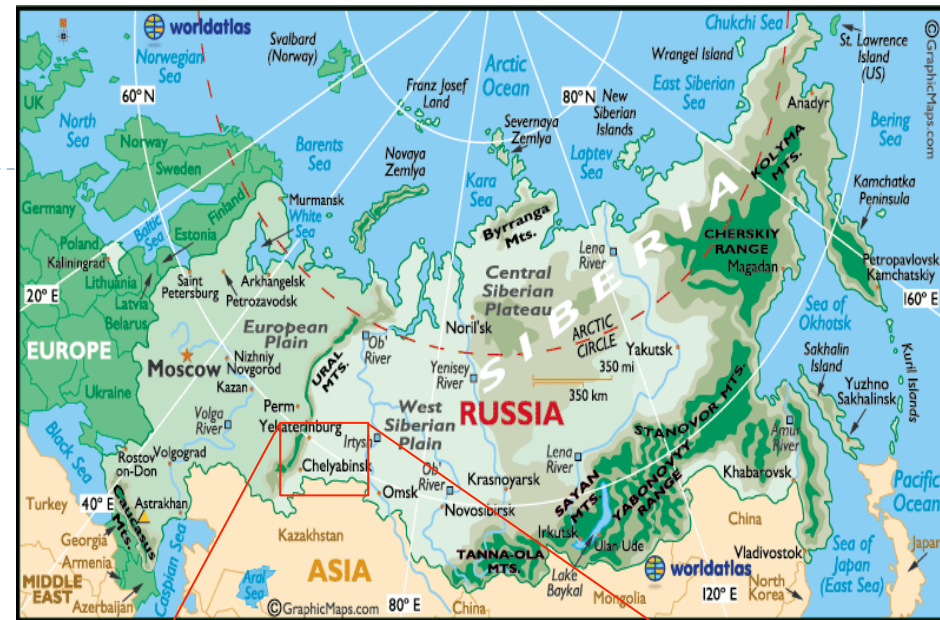 worldatlas
Chukchi Sea
Norwegian
Sea
Svalbard
(Norway)
Arctic
Ocean
Wrangel Island
St. Lawrence
Island
(US)
©GraphicMaps.com
UK
60° N
Franz Josef
Land
80° N
East Siberian
Sea
New
Siberian
Islands
Severnaya
Zemlya
Anadyr
Bering
Sea
North
Sea
Norway
Sweden
Barents
Sea
Novaya
Zemlya
Kara
Sea
Laptev
Sea
KOLYMA
MTS.
Kamchatka
Peninsula
Germany
Baltic
Sea
Finland
Murmansk
White
Sea
Byrranga
Mts.
Lena
River
SIBERIA
CHERSKIY
RANGE
Magadan
Petropavlovsk
Kamchatskiy
Poland
Kaliningrad
Estonia
Lithuania
Latvia
Belarus
20° E
Saint
Petersburg
Arkhangelsk
Petrozavodsk
Central
Siberian
Plateau
160° E
Sea of
Okhotsk
EUROPE
European
Plain
Moscow
Nizhniy
Novgorod
Kazan
URAL
MTS.
Ob'
River
Noril'sk
Yenisey
River
ARCTIC
CIRCLE
Yakutsk
350 mi
350 km
Sakhalin
Island
Kuril Islands
Yuzhno
Sakhalinsk
Ukraine
Volga
River
Perm
Yekaterinburg
Irtysh
West
Siberian
Plain
RUSSIA
STANOVOY MTS.
Amur
River
Black Sea
Rostov
on-Don
Volgograd
Chelyabinsk
Omsk
Ob'
River
Novosibirsk
Krasnoyarsk
Lena
River
SAYAN
MTS.
YABONOVYY
RANGE
Khabarovsk
Pacific
Ocean
Turkey
40° E
Astrakhan
Caucasus
Mts.
Georgia
Armenia
Azerbaijan
MIDDLE
EAST
Caspian Sea
Kazakhstan
Aral
Sea
ASIA
TANNA-OLA
MTS.
Irkutsk
Ulan Ude
Lake
Baykal
China
Vladivostok
Sea of
Japan
(East Sea)
Japan
©GraphicMaps.com
80° E
China
Mongolia
worldatlas
120° E
North
Korea